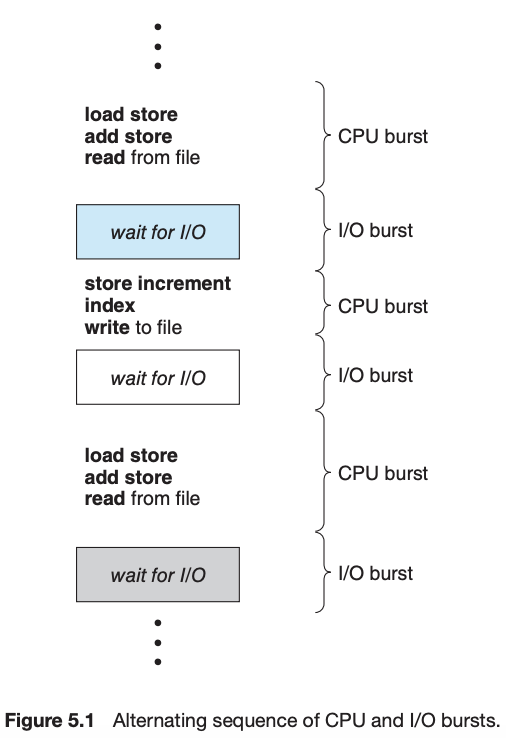 load store
add store
read from file
CPU burst
wait for I/O
I/O burst
store increment
index
write to file
CPU burst
wait for I/O
I/O burst
load store
add store
read from file
CPU burst
wait for I/O
I/O burst
Figure 5.1 Alternating sequence of CPU and I/O bursts.